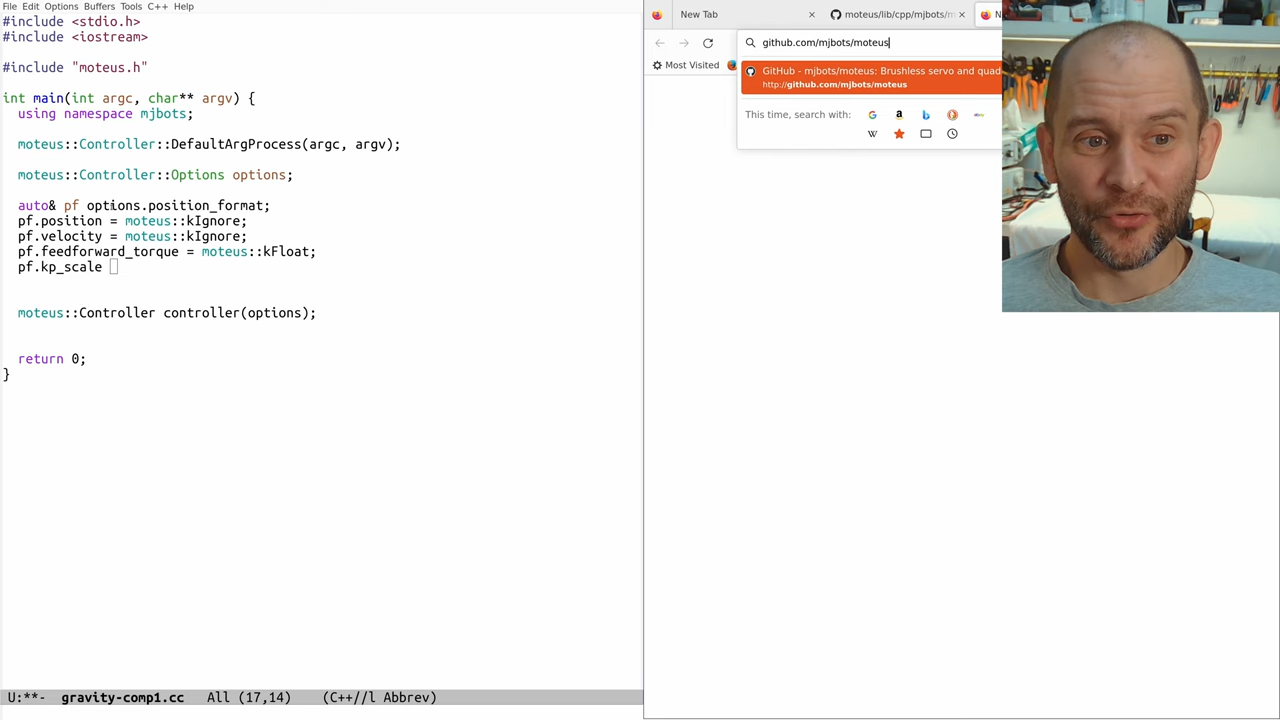 File Edit Options Buffers Tools C++ Help
#include <stdio.h>
#include <iostream>
#include "moteus.h"
int main(int argc, char** argv) {
using namespace mjbots;
moteus::Controller::DefaultArgProcess(argc, argv);
moteus::Controller::Options options;
auto& pf options.position_format;
pf.position = moteus::kIgnore;
pf.velocity = moteus::kIgnore;
pf.feedforward_torque = moteus::kFloat;
pf.kp_scale
moteus::Controller controller(options);
return 0;
}
U:**- gravity-comp1.cc All (17,14) (C++//l Abbrev)
New Tab
moteus/lib/cpp/mjbots/m
N
github.com/mjbots/moteus
Most Visited
GitHub - mjbots/moteus: Brushless servo and quad
http://github.com/mjbots/moteus
This time, search with: